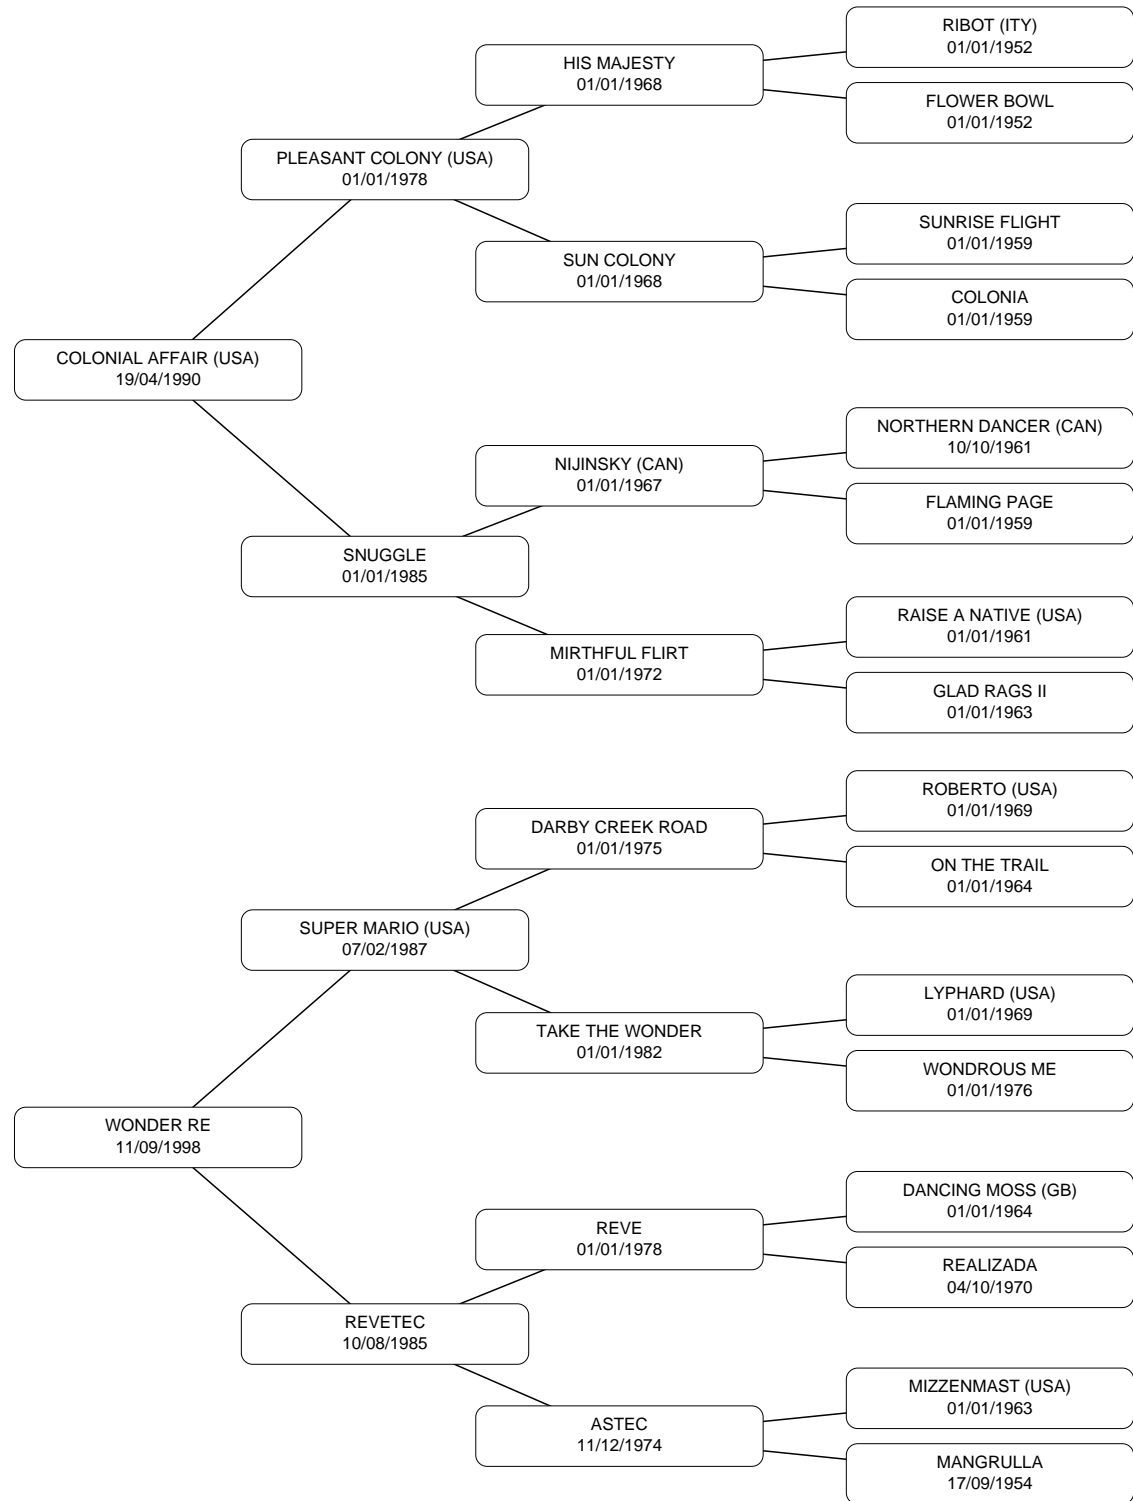 RIBOT (ITY)
01/01/1952
HIS MAJESTY
01/01/1968
FLOWER BOWL
01/01/1952
PLEASANT COLONY (USA)
01/01/1978
SUNRISE FLIGHT
01/01/1959
SUN COLONY
01/01/1968
COLONIA
01/01/1959
COLONIAL AFFAIR (USA)
19/04/1990
NORTHERN DANCER (CAN)
10/10/1961
NIJINSKY (CAN)
01/01/1967
FLAMING PAGE
01/01/1959
SNUGGLE
01/01/1985
RAISE A NATIVE (USA)
01/01/1961
MIRTHFUL FLIRT
01/01/1972
GLAD RAGS II
01/01/1963
ROBERTO (USA)
01/01/1969
DARBY CREEK ROAD
01/01/1975
ON THE TRAIL
01/01/1964
SUPER MARIO (USA)
07/02/1987
LYPHARD (USA)
01/01/1969
TAKE THE WONDER
01/01/1982
WONDROUS ME
01/01/1976
WONDER RE
11/09/1998
DANCING MOSS (GB)
01/01/1964
REVE
01/01/1978
REALIZADA
04/10/1970
REVETEC
10/08/1985
MIZZENMAST (USA)
01/01/1963
ASTEC
11/12/1974
MANGRULLA
17/09/1954